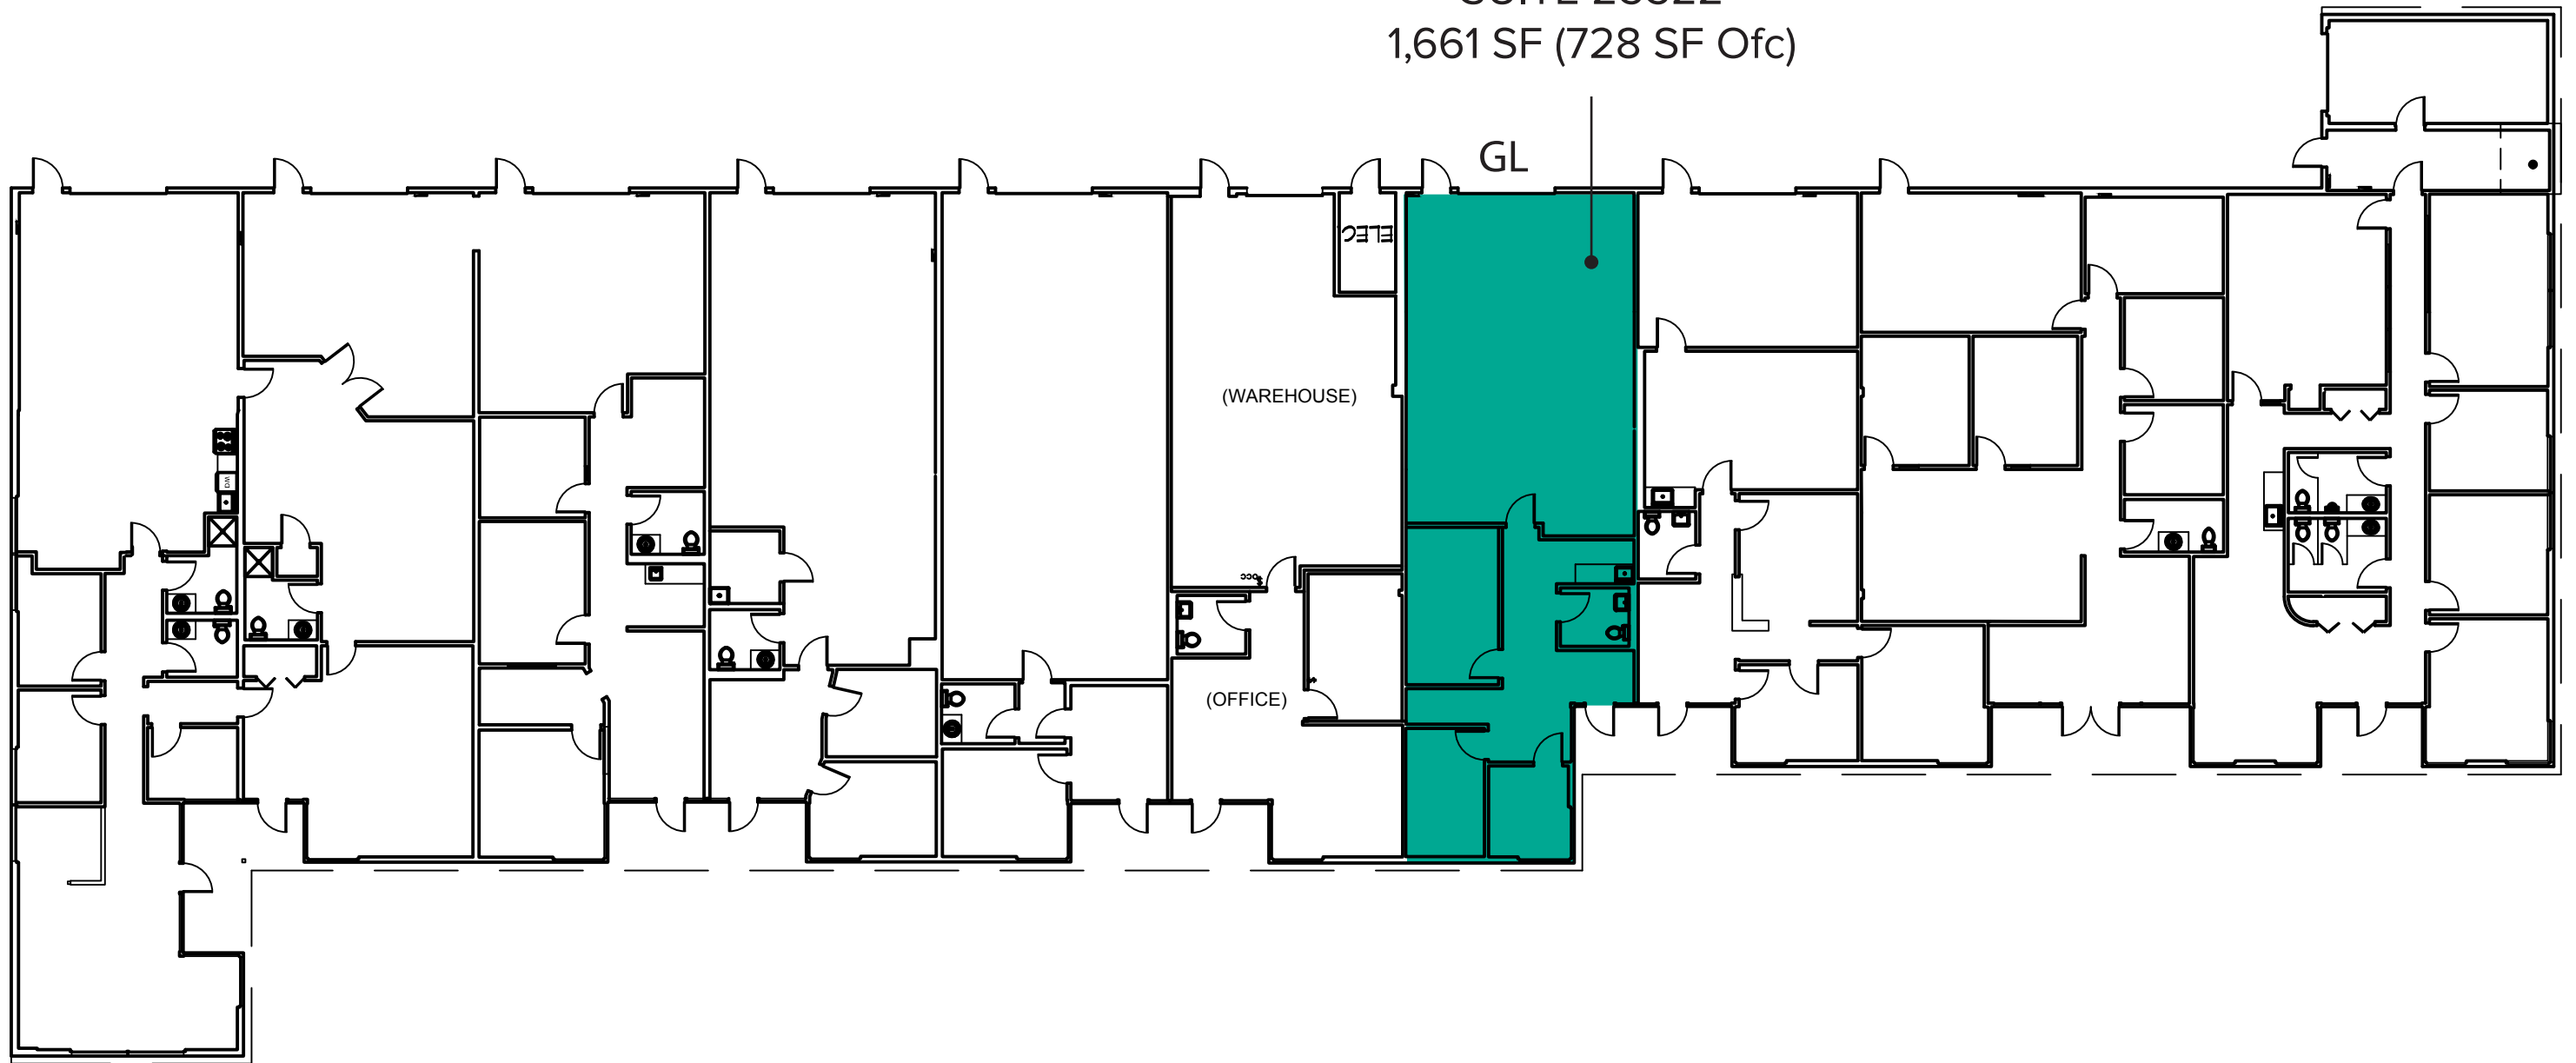 1,661 SF (728 SF Ofc)
GL
ELEC
(WAREHOUSE)
(OFFICE)